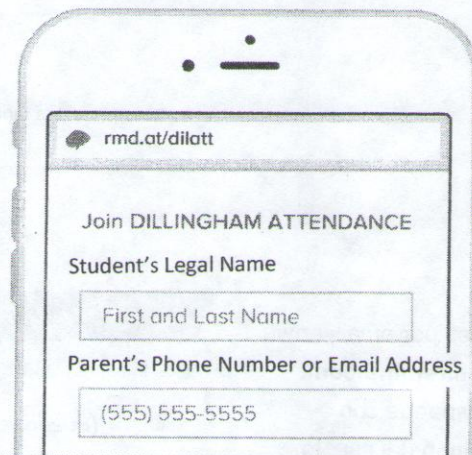 rmd.at/dilatt
Join DILLINGHAM ATTENDANCE
Student's Legal Name
First and Last Name
Parent's Phone Number or Email Address
(555) 555-5555